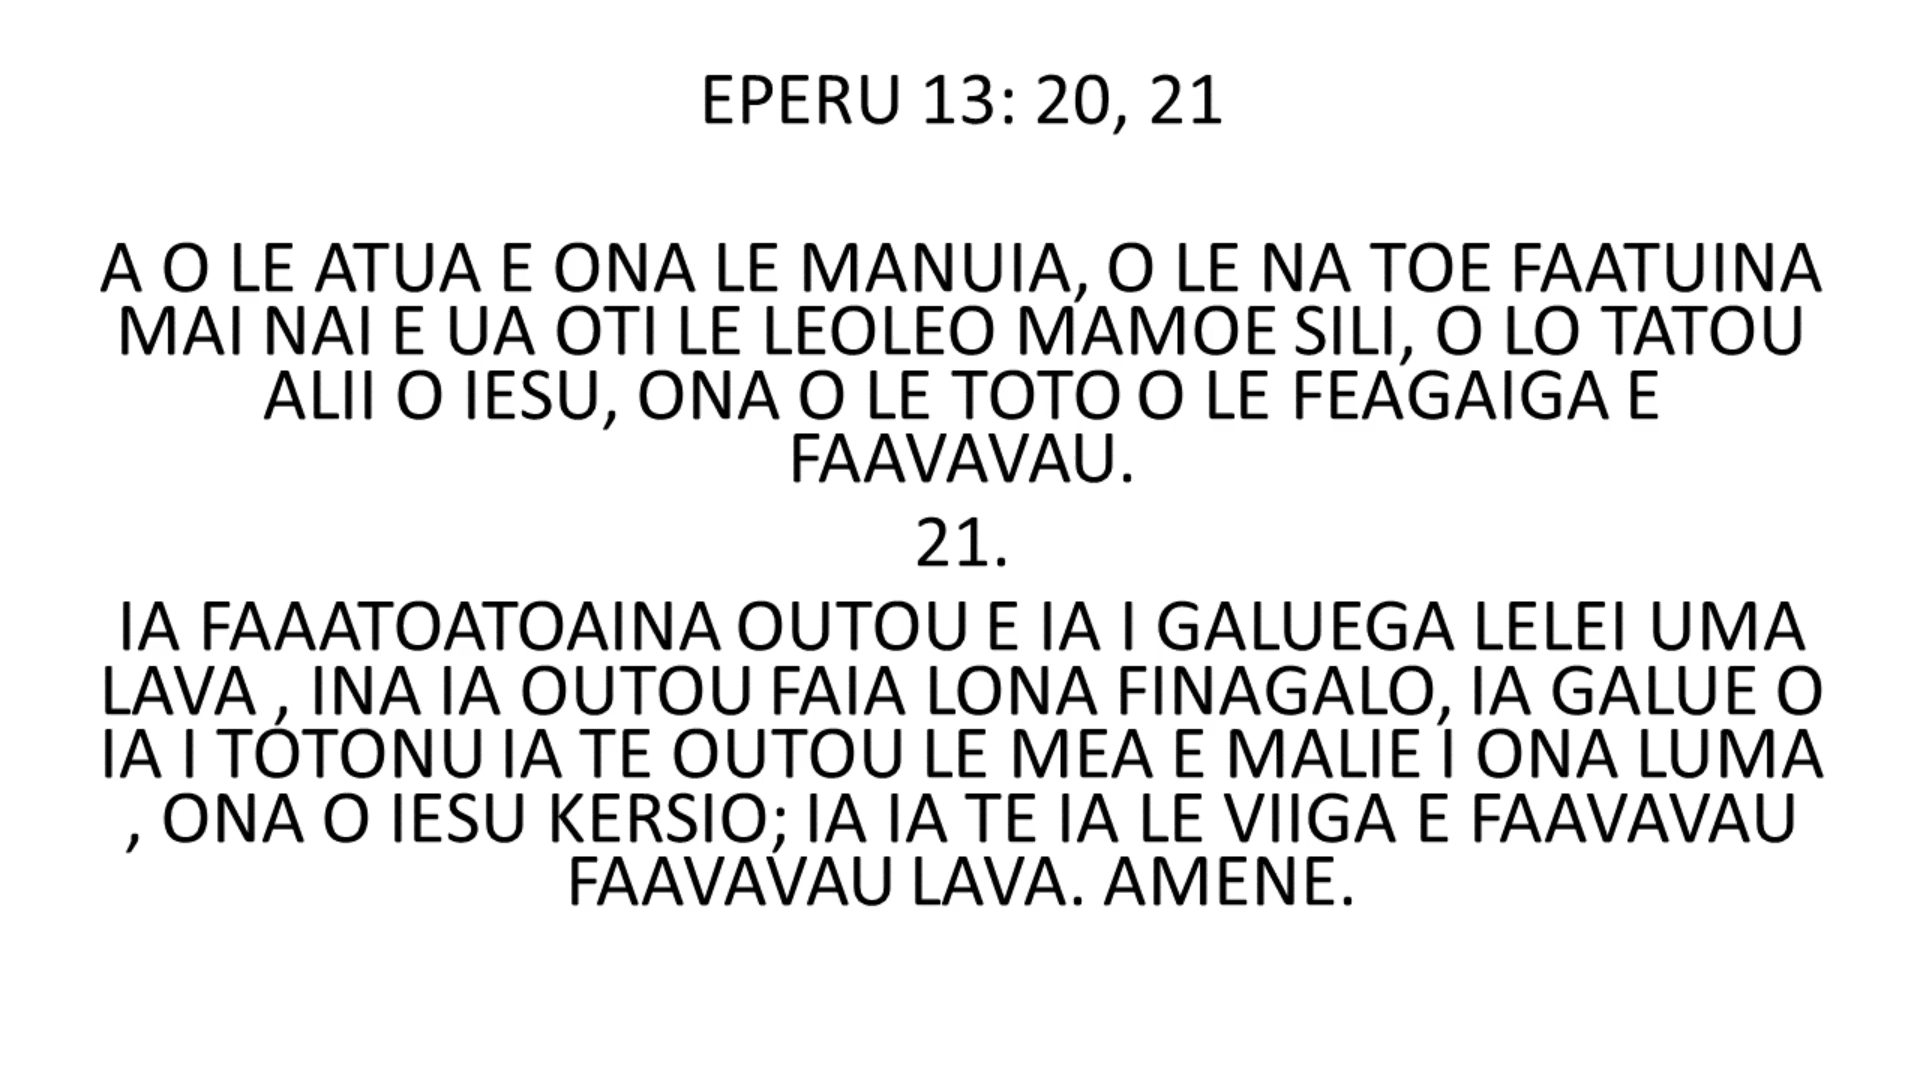 EPERU 13: 20, 21
A O LE ATUA E ONA LE MANUIA, O LE NA TOE FAATUINA
MAI NAI E UA OTI LE LEOLEO MAMOE SILI, O LO TATOU
ALII O IESU, ONA O LE TOTO O LE FEAGAIGA E
FAAVAVAU.
21.
IA FAAATOATOAINA OUTOU E IA I GALUEGA LELEI UMA
LAVA , INA IA OUTOU FAIA LONA FINAGALO, IA GALUE O
IA I TOTONU IA TE OUTOU LE MEA E MALIE I ONA LUMA
, ONA O IESU KERSIO; IA IA TE IA LE VIIGA E FAAVAVAU
FAAVAVAU LAVA. AMENE.